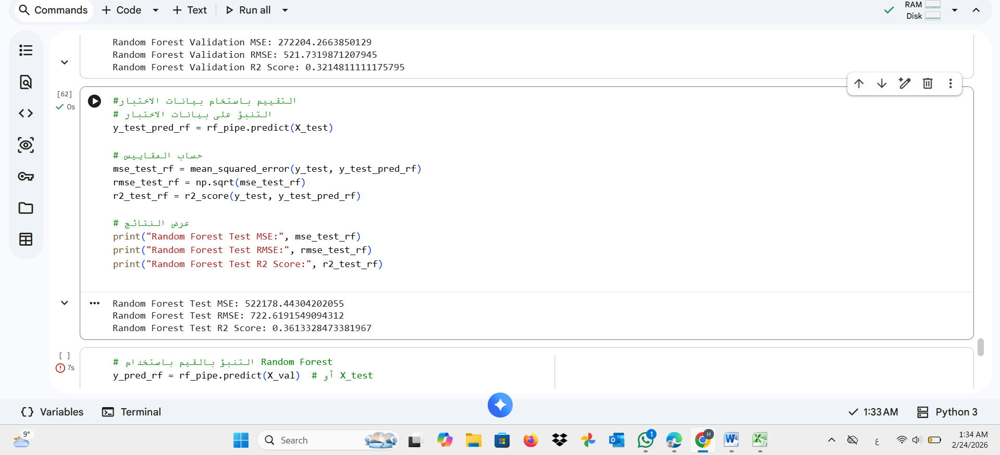 Commands + Code + Text Run all RAM Disk
Random Forest Validation MSE: 272204.2663850129
Random Forest Validation RMSE: 521.7319871207945
Random Forest Validation R2 Score: 0.3214811111175795
[62]
0s
#التقييم باستخام بيانات الاختبار
# التنبؤ على بيانات الاختبار
y_test_pred_rf = rf_pipe.predict(X_test)
# حساب المقاييس
mse_test_rf = mean_squared_error(y_test, y_test_pred_rf)
rmse_test_rf = np.sqrt(mse_test_rf)
r2_test_rf = r2_score(y_test, y_test_pred_rf)
# عرض النتائج
print("Random Forest Test MSE:", mse_test_rf)
print("Random Forest Test RMSE:", rmse_test_rf)
print("Random Forest Test R2 Score:", r2_test_rf)
Random Forest Test MSE: 522178.44304202055
Random Forest Test RMSE: 722.6191549094312
Random Forest Test R2 Score: 0.3613328473381967
[ ]
7s
# التنبؤ بالقيم باستخدام Random Forest
y_pred_rf = rf_pipe.predict(X_val)  # أو X_test
Variables Terminal 1:33 AM Python 3
9°
Search
1
H
ع
1:34 AM
2/24/2026